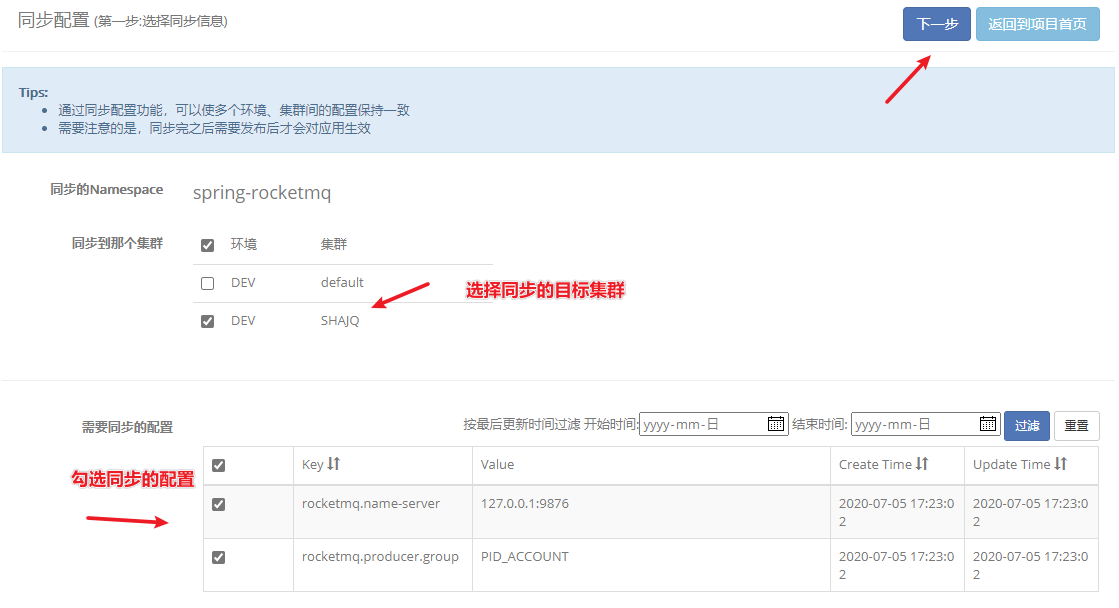 同步配置 (第一步:选择同步信息)
下一步
返回到项目首页
Tips:
通过同步配置功能，可以使多个环境、集群间的配置保持一致
需要注意的是，同步完之后需要发布后才会对应用生效
同步的Namespace
spring-rocketmq
同步到那个集群
环境 集群
DEV default
选择同步的目标集群
DEV SHAJQ
需要同步的配置
按最后更新时间过滤 开始时间: yyyy-mm-日 结束时间: yyyy-mm-日 过滤 重置
勾选同步的配置
Key Value Create Time Update Time
rocketmq.name-server 127.0.0.1:9876 2020-07-05 17:23:0 2020-07-05 17:23:0
2 2
rocketmq.producer.group PID_ACCOUNT 2020-07-05 17:23:0 2020-07-05 17:23:0
2 2